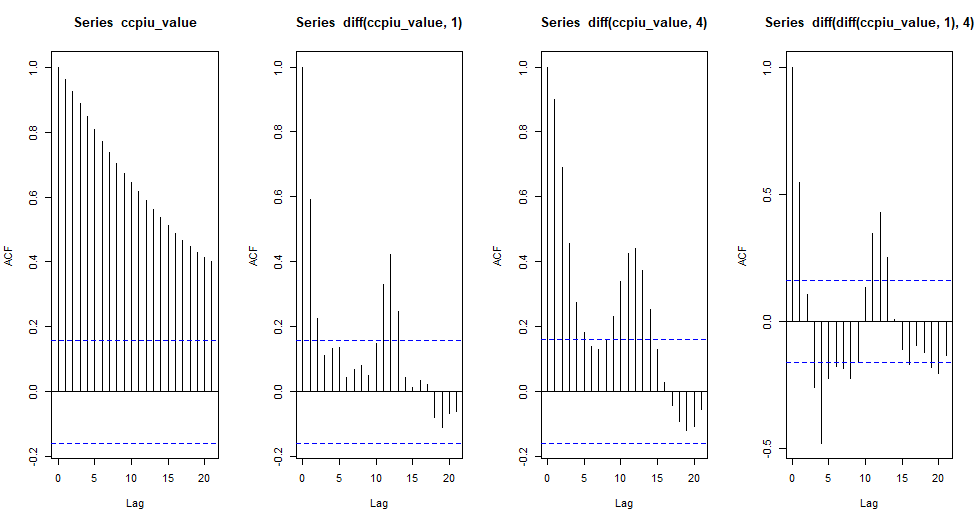 Series ccpiu_value
Series diff(ccpiu_value, 1)
Series diff(ccpiu_value, 4)
Series diff(diff(ccpiu_value, 1), 4)
ACF
1.0
0.8
0.6
0.4
0.2
0.0
-0.2
0 5 10 15 20
Lag
ACF
1.0
0.8
0.6
0.4
0.2
0.0
-0.2
0 5 10 15 20
Lag
ACF
1.0
0.8
0.6
0.4
0.2
0.0
-0.2
0 5 10 15 20
Lag
ACF
1.0
0.5
0.0
-0.5
0 5 10 15 20
Lag